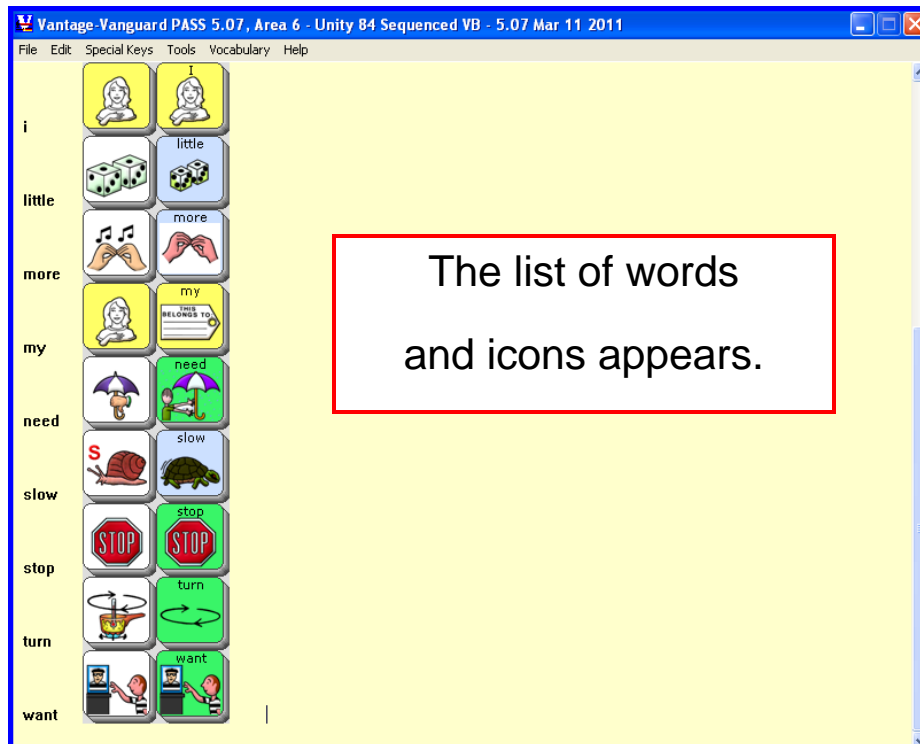 Vantage-Vanguard PASS 5.07, Area 6 - Unity 84 Sequenced VB - 5.07 Mar 11 2011
File Edit Special Keys Tools Vocabulary Help
I
i
little
little
more
more
my
THIS
BELONGS TO
my
need
need
slow
S
slow
stop
STOP STOP
stop
turn
turn
want
want
The list of words
and icons appears.